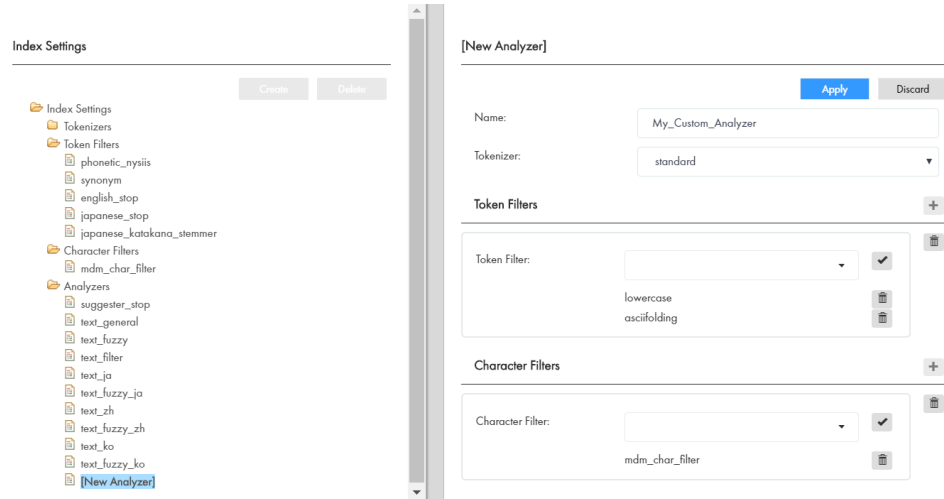 Index Settings
Create Delete
Index Settings
Tokenizers
Token Filters
phonetic_nysiis
synonym
english_stop
japanese_stop
japanese_katakana_stemmer
Character Filters
mdm_char_filter
Analyzers
suggester_stop
text_general
text_fuzzy
text_filter
text_ja
text_fuzzy_ja
text_zh
text_fuzzy_zh
text_ko
text_fuzzy_ko
[New Analyzer]
[New Analyzer]
Apply Discard
Name: My_Custom_Analyzer
Tokenizer: standard
Token Filters
Token Filter:
lowercase
asciifolding
Character Filters
Character Filter:
mdm_char_filter